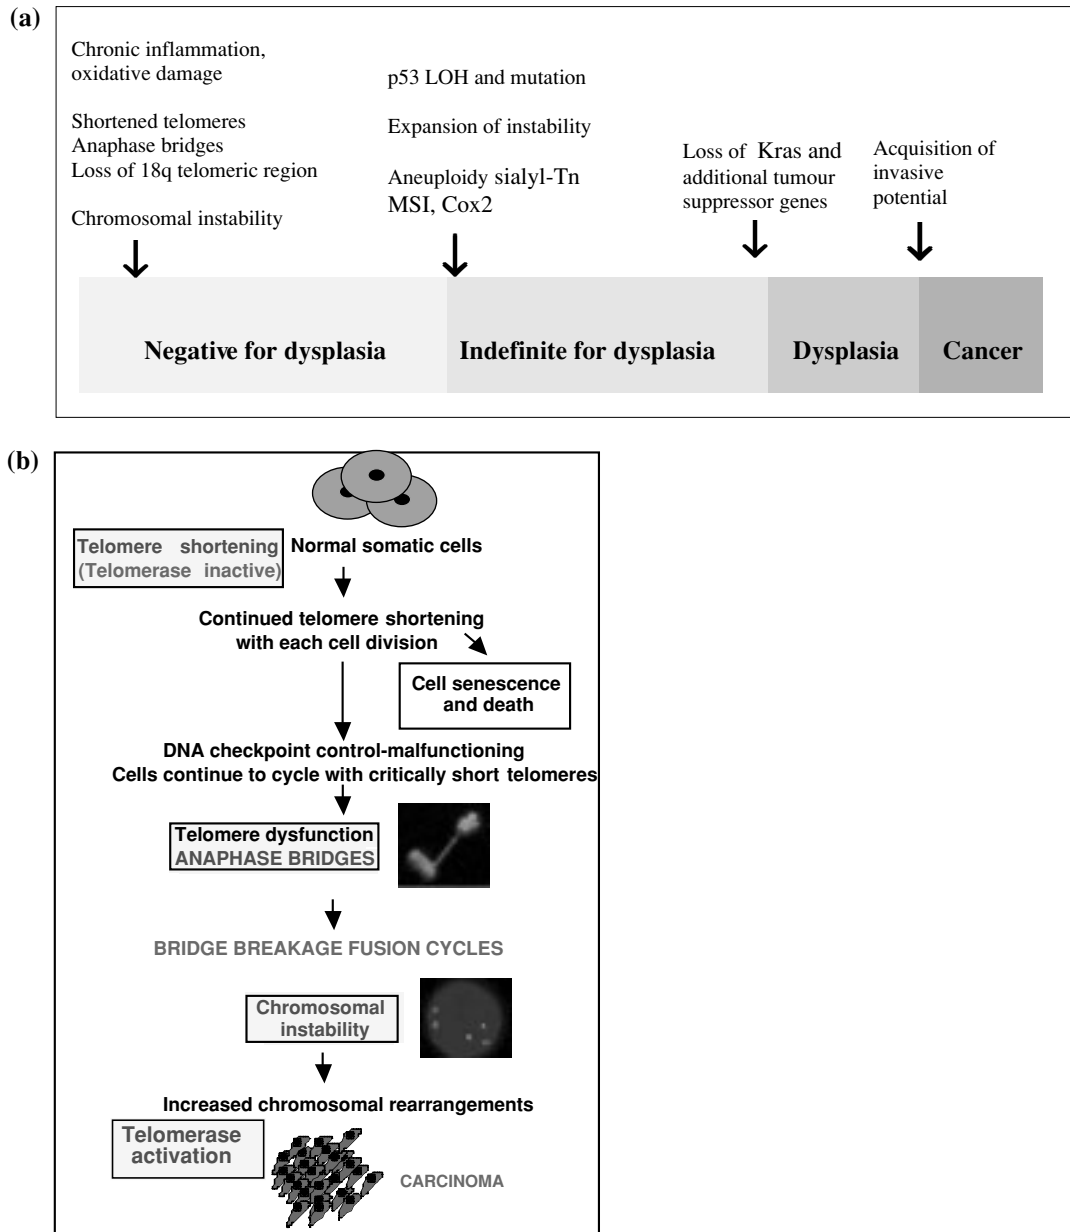 (a)
Chronic inflammation,
oxidative damage
Shortened telomeres
Anaphase bridges
Loss of 18q telomeric region
Chromosomal instability
p53 LOH and mutation
Expansion of instability
Aneuploidy sialyl-Tn
MSI, Cox2
Loss of Kras and
additional tumour
suppressor genes
Acquisition of
invasive
potential
Negative for dysplasia
Indefinite for dysplasia
Dysplasia
Cancer
(b)
Telomere shortening
(Telomerase inactive)
Normal somatic cells
Continued telomere shortening
with each cell division
Cell senescence
and death
DNA checkpoint control-malfunctioning
Cells continue to cycle with critically short telomeres
Telomere dysfunction
ANAPHASE BRIDGES
BRIDGE BREAKAGE FUSION CYCLES
Chromosomal
instability
Increased chromosomal rearrangements
Telomerase
activation
CARCINOMA